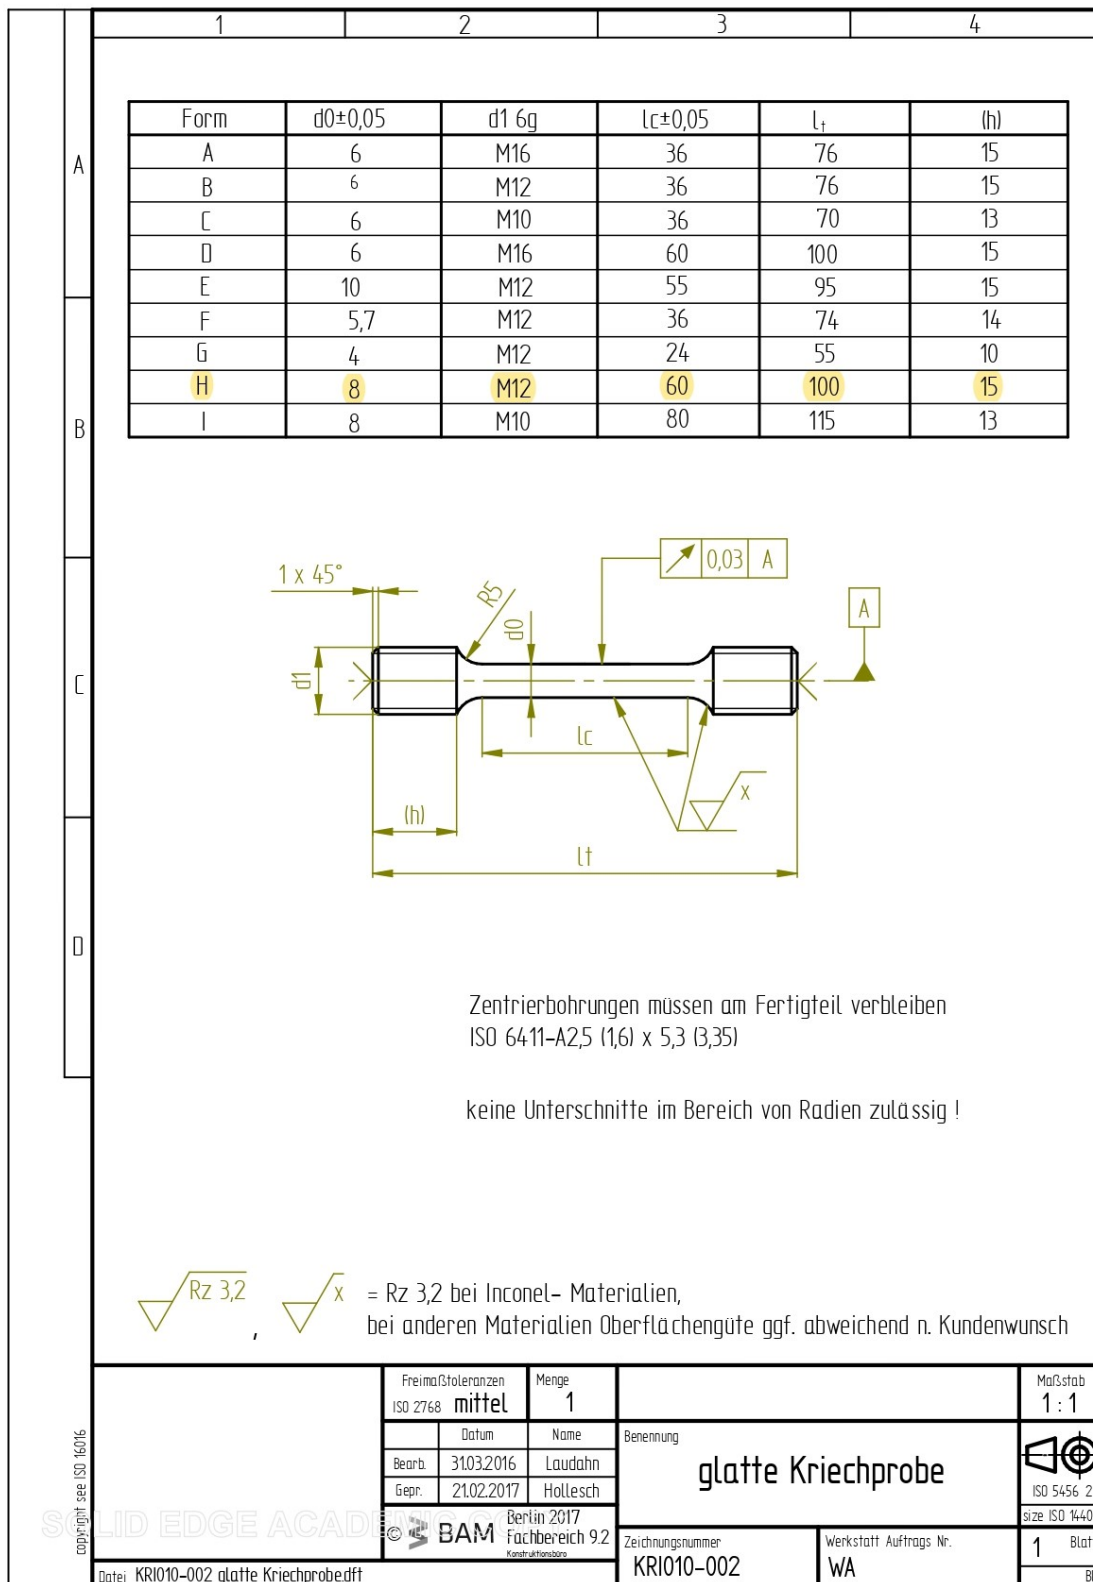 1 2 3 4
Form d0±0,05 d1 6g lc±0,05 lt (h)
A 6 M16 36 76 15
B 6 M12 36 76 15
C 6 M10 36 70 13
D 6 M16 60 100 15
E 10 M12 55 95 15
F 5,7 M12 36 74 14
G 4 M12 24 55 10
H 8 M12 60 100 15
I 8 M10 80 115 13
A
B
C
D
1 x 45°
R5
d0
0,03 A
A
d1
lc
x
(h)
lt
Zentrierbohrungen müssen am Fertigteil verbleiben
ISO 6411-A2,5 (1,6) x 5,3 (3,35)
keine Unterschnitte im Bereich von Radien zulässig !
Rz 3,2 , x = Rz 3,2 bei Inconel- Materialien,
bei anderen Materialien Oberflächengüte ggf. abweichend n. Kundenwunsch
copyright see ISO 16016
Freimaßtoleranzen
ISO 2768 mittel
Menge
1
Maßstab
1 : 1
Datum Name
Bearb. 31.03.2016 Laudahn
Gepr. 21.02.2017 Hollesch
Benennung
glatte Kriechprobe
ISO 5456 2
size ISO 1440
SOLID EDGE ACADEMIC COPY
© BAM
Berlin 2017
Fachbereich 9.2
Konstruktionsbüro
Zeichnungsnummer
KRI010-002
Werkstatt Auftrags Nr.
WA
1 Blat
Bl
Datei KRI010-002 glatte Kriechprobe.dft